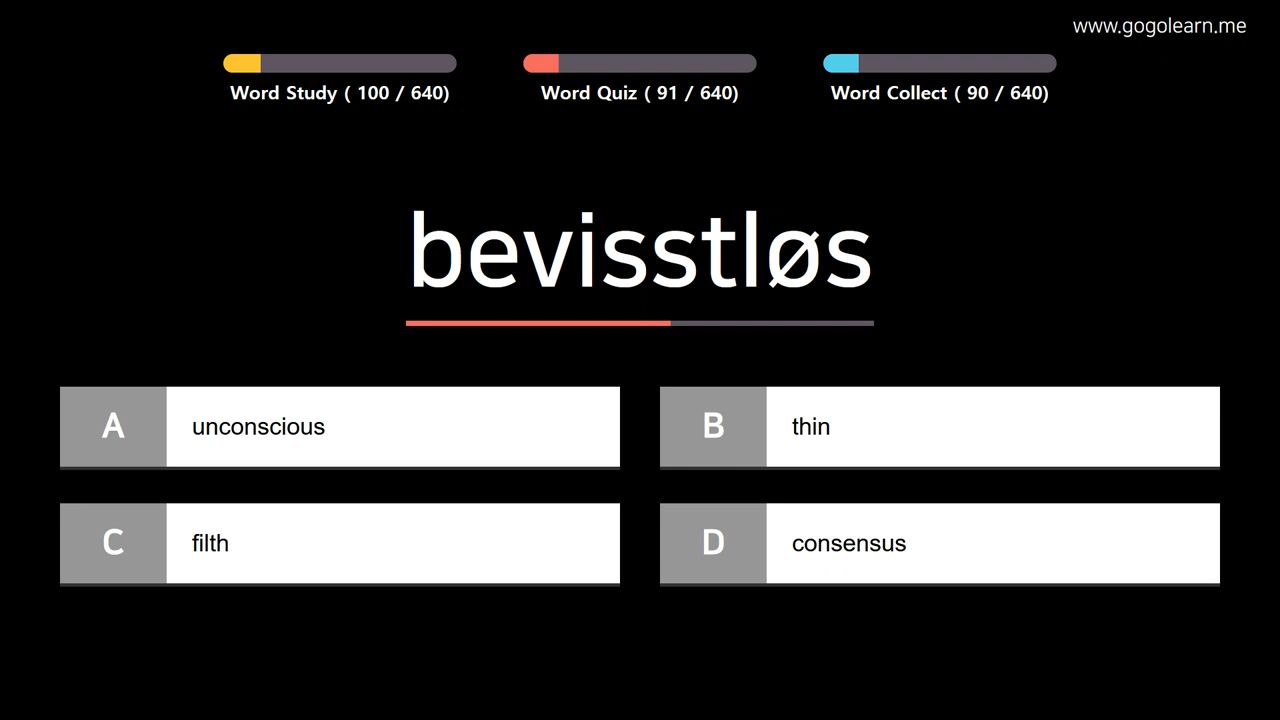 www.gogolearn.me
Word Study ( 100 / 640)
Word Quiz ( 91 / 640)
Word Collect ( 90 / 640)
bevisstløs
A
unconscious
B
thin
C
filth
D
consensus